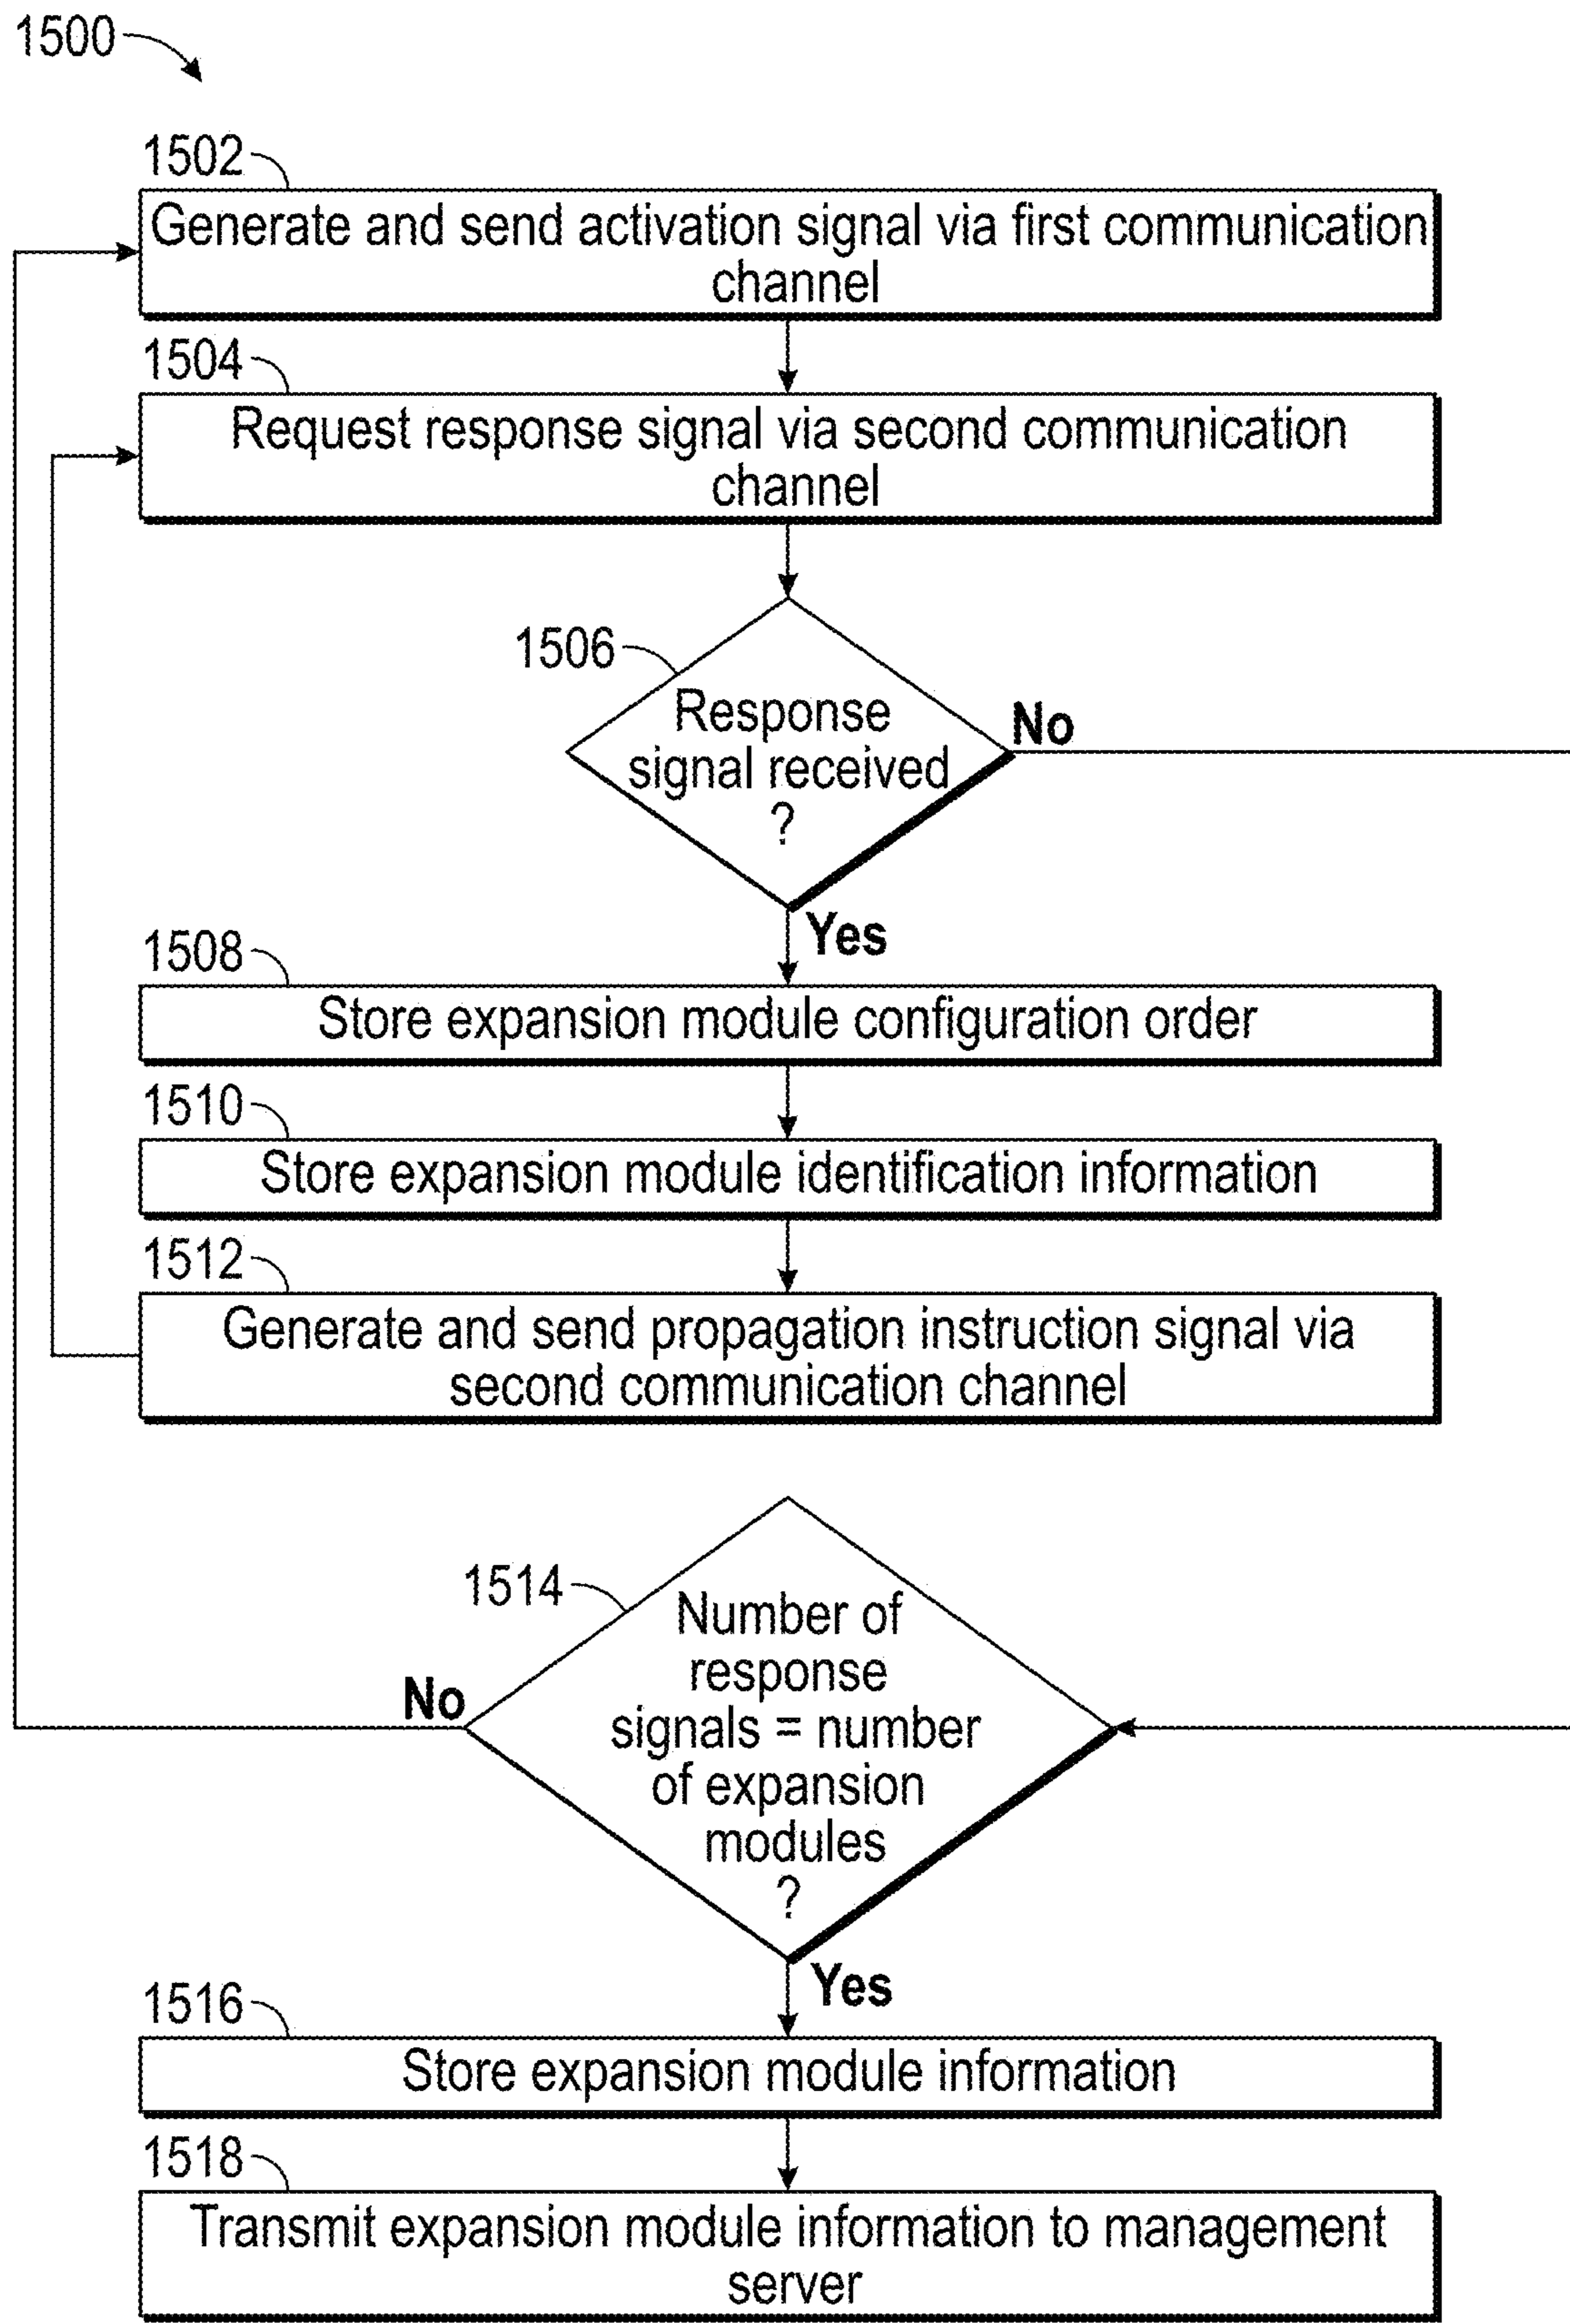 1500
1502
Generate and send activation signal via first communication
channel
1504
Request response signal via second communication
channel
1506
Response
signal received
?
No
Yes
1508
Store expansion module configuration order
1510
Store expansion module identification information
1512
Generate and send propagation instruction signal via
second communication channel
1514
Number of
response
signals = number
of expansion
modules
?
No
Yes
1516
Store expansion module information
1518
Transmit expansion module information to management
server